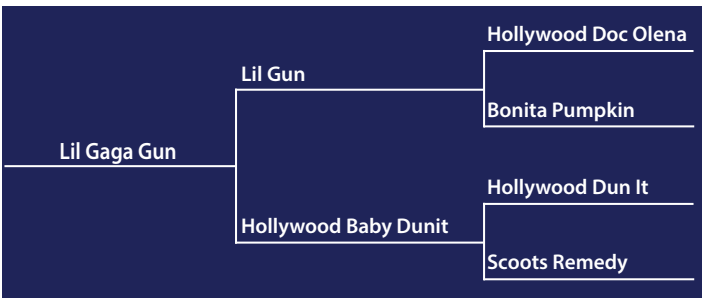 Hollywood Doc Olena
Lil Gun
Bonita Pumpkin
Lil Gaga Gun
Hollywood Dun It
Hollywood Baby Dunit
Scoots Remedy